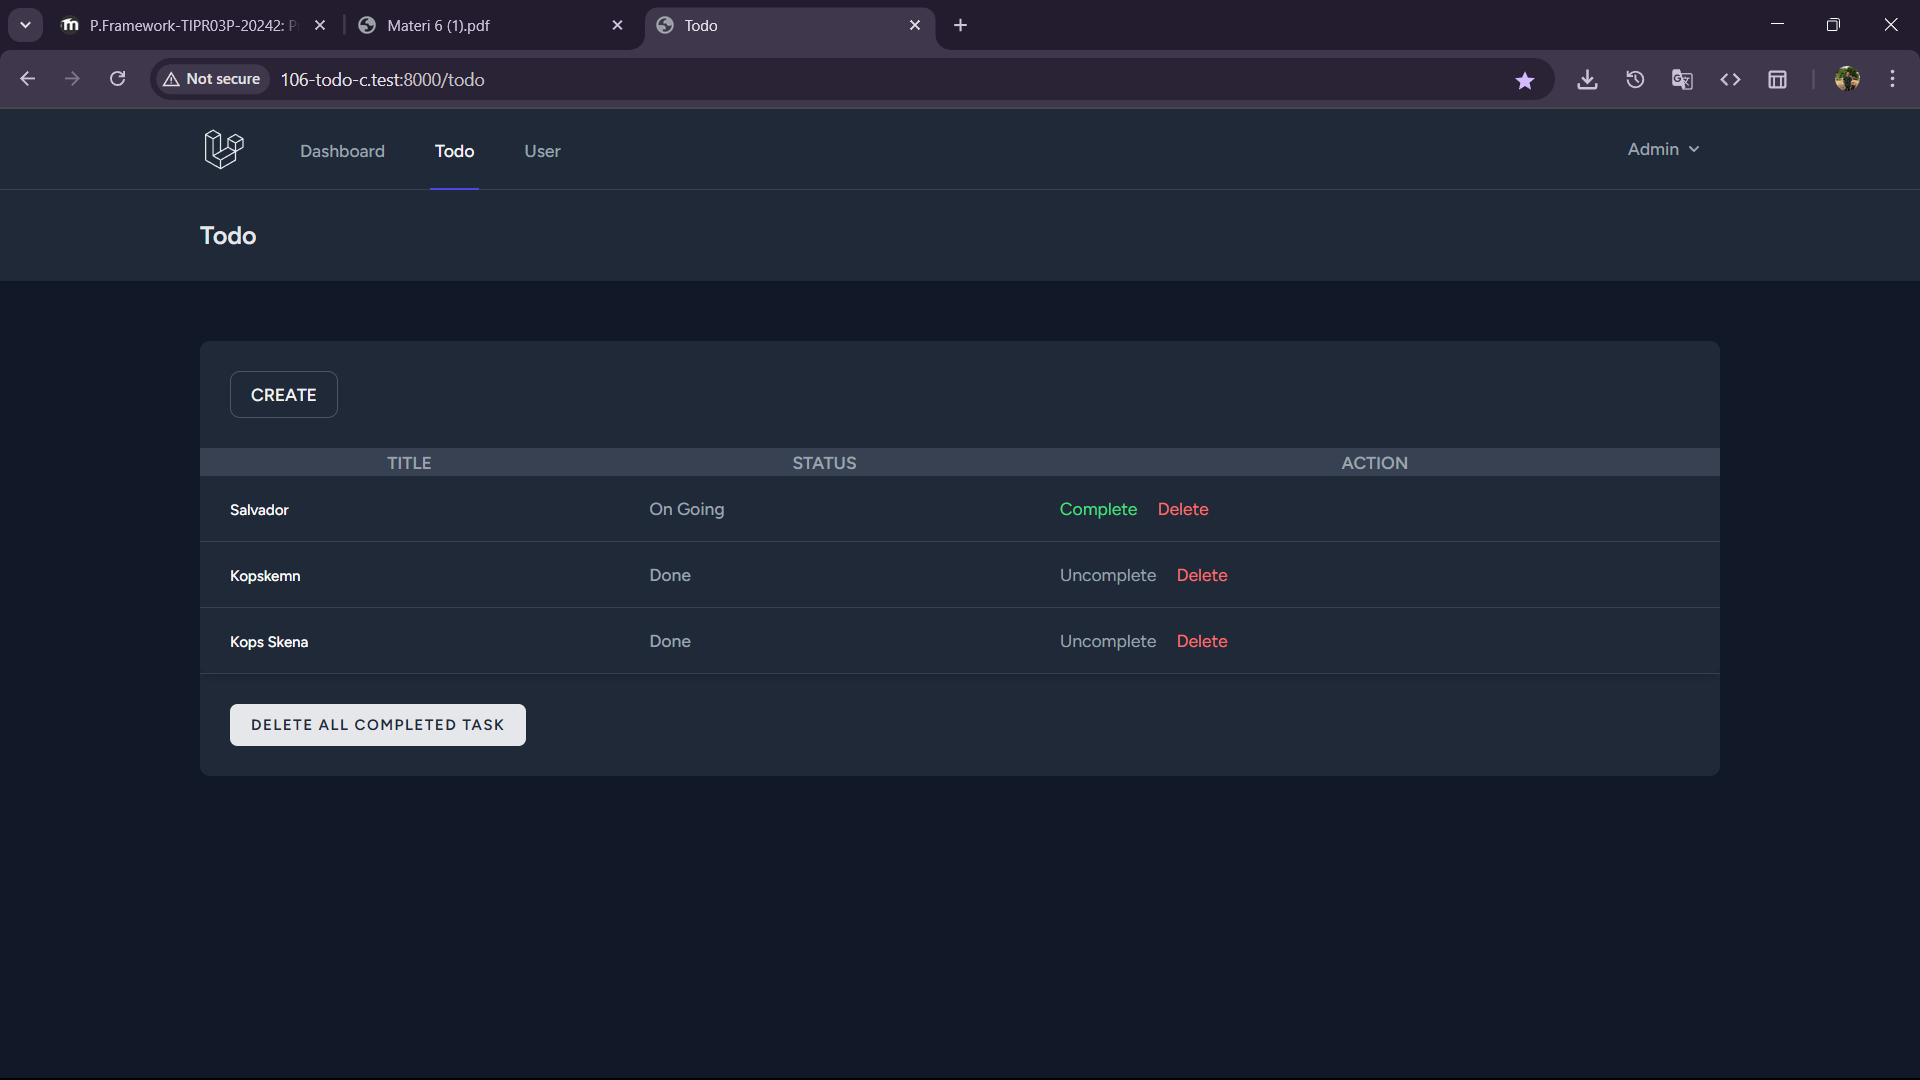 P.Framework-TIPR03P-20242:
Materi 6 (1).pdf
Todo
Not secure
106-todo-c.test:8000/todo
Dashboard
Todo
User
Admin
Todo
CREATE
TITLE STATUS ACTION
Salvador On Going Complete Delete
Kopskemn Done Uncomplete Delete
Kops Skena Done Uncomplete Delete
DELETE ALL COMPLETED TASK